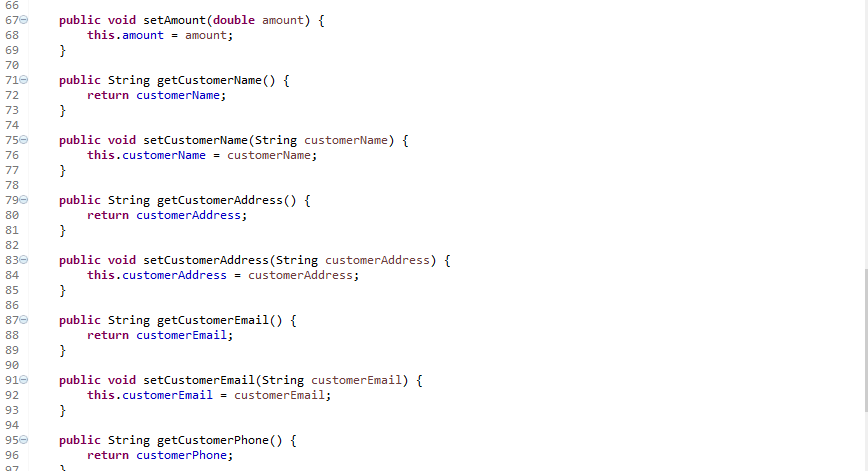 66
67 public void setAmount(double amount) {
68 this.amount = amount;
69 }
70
71 public String getCustomerName() {
72 return customerName;
73 }
74
75 public void setCustomerName(String customerName) {
76 this.customerName = customerName;
77 }
78
79 public String getCustomerAddress() {
80 return customerAddress;
81 }
82
83 public void setCustomerAddress(String customerAddress) {
84 this.customerAddress = customerAddress;
85 }
86
87 public String getCustomerEmail() {
88 return customerEmail;
89 }
90
91 public void setCustomerEmail(String customerEmail) {
92 this.customerEmail = customerEmail;
93 }
94
95 public String getCustomerPhone() {
96 return customerPhone;
97 }